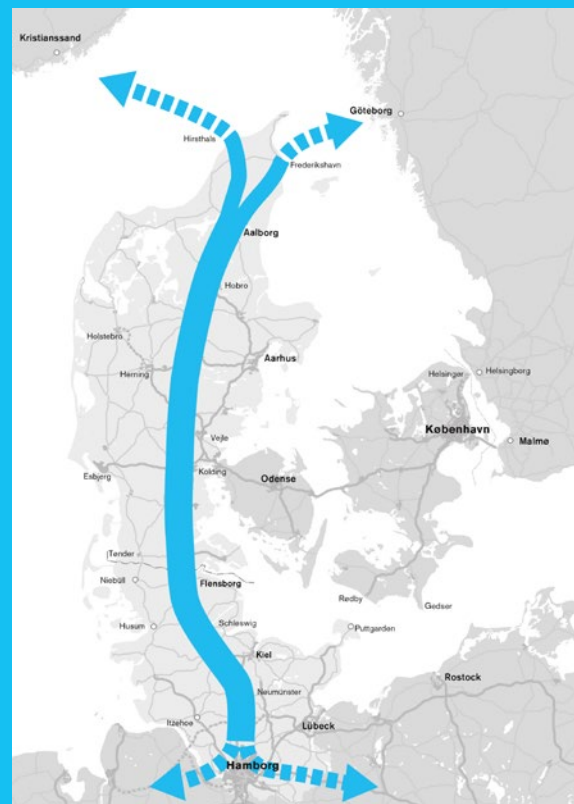 Kristianssand
Göteborg
Hirsthals
Frederikshavn
Aalborg
Hobro
Holstebro
Aarhus
Herning
Helsingør
Helsingborg
København
Vejle
Malmø
Kolding
Esbjerg
Odense
Tønder
Niebüll
Flensborg
Rødby
Gedser
Husum
Schleswig
Puttgarden
Kiel
Rostock
Neumünster
Itzehoe
Lübeck
Hamborg